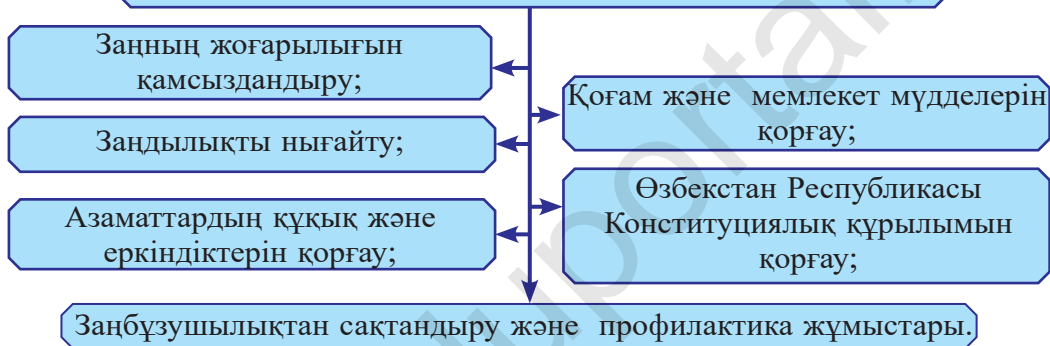 Заңның жоғарылығын
қамсыздандыру;
Қоғам және мемлекет мүдделерін
қорғау;
Заңдылықты нығайту;
Өзбекстан Республикасы
Конституциялық құрылымын
қорғау;
Азаматтардың құқық және
еркіндіктерін қорғау;
Заңбұзушылықтан сақтандыру және профилактика жұмыстары.